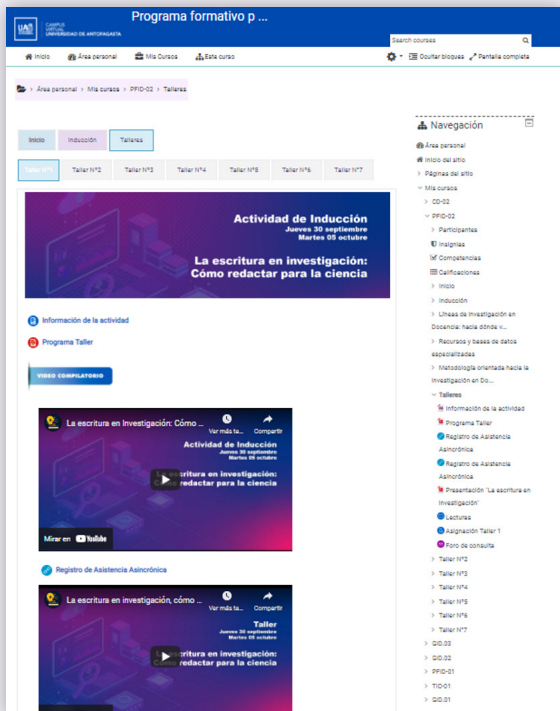 Programa formativo p ...
UA
CAMPUS
VIRTUAL
UNIVERSIDAD DE ANTOFAGASTA
Search courses
Inicio
Área personal
Mis Cursos
Este curso
Ocultar bloques
Pantalla completa
> Área personal > Mis cursos > PFID-02 > Talleres
Inicio
Inducción
Talleres
Taller N°1
Taller N°2
Taller N°3
Taller N°4
Taller N°5
Taller N°6
Taller N°7
Actividad de Inducción
Jueves 30 septiembre
Martes 05 octubre
La escritura en investigación:
Cómo redactar para la ciencia
Información de la actividad
Programa Taller
VIDEO COMPILATORIO
La escritura en Investigación: Cómo ...
Ver más ta...
Compartir
Actividad de Inducción
Jueves 30 septiembre
Martes 05 octubre
escritura en investigación:
redactar para la ciencia
Mirar en YouTube
Registro de Asistencia Asincrónica
La escritura en investigación, cómo ...
Ver más ta...
Compartir
Taller
Jueves 30 septiembre
Martes 05 octubre
escritura en investigación:
redactar para la ciencia
Navegación
Área personal
Inicio del sitio
> Páginas del sitio
Mis cursos
> CD-02
PFID-02
> Participantes
Insignias
Competencias
Calificaciones
> Inicio
> Inducción
> Líneas de Investigación en
Docencia: hacia dónde v...
> Recursos y bases de datos
especializadas
> Metodología orientada hacia la
Investigación en Do...
Talleres
Información de la actividad
Programa Taller
Registro de Asistencia
Asincrónica
Registro de Asistencia
Asincrónica
Presentación "La escritura en
Investigación"
Lecturas
Asignación Taller 1
Foro de consulta
> Taller N°2
> Taller N°3
> Taller N°4
> Taller N°5
> Taller N°6
> Taller N°7
> GID.03
> GID.02
> PFID-01
> TIC-01
> GID.01